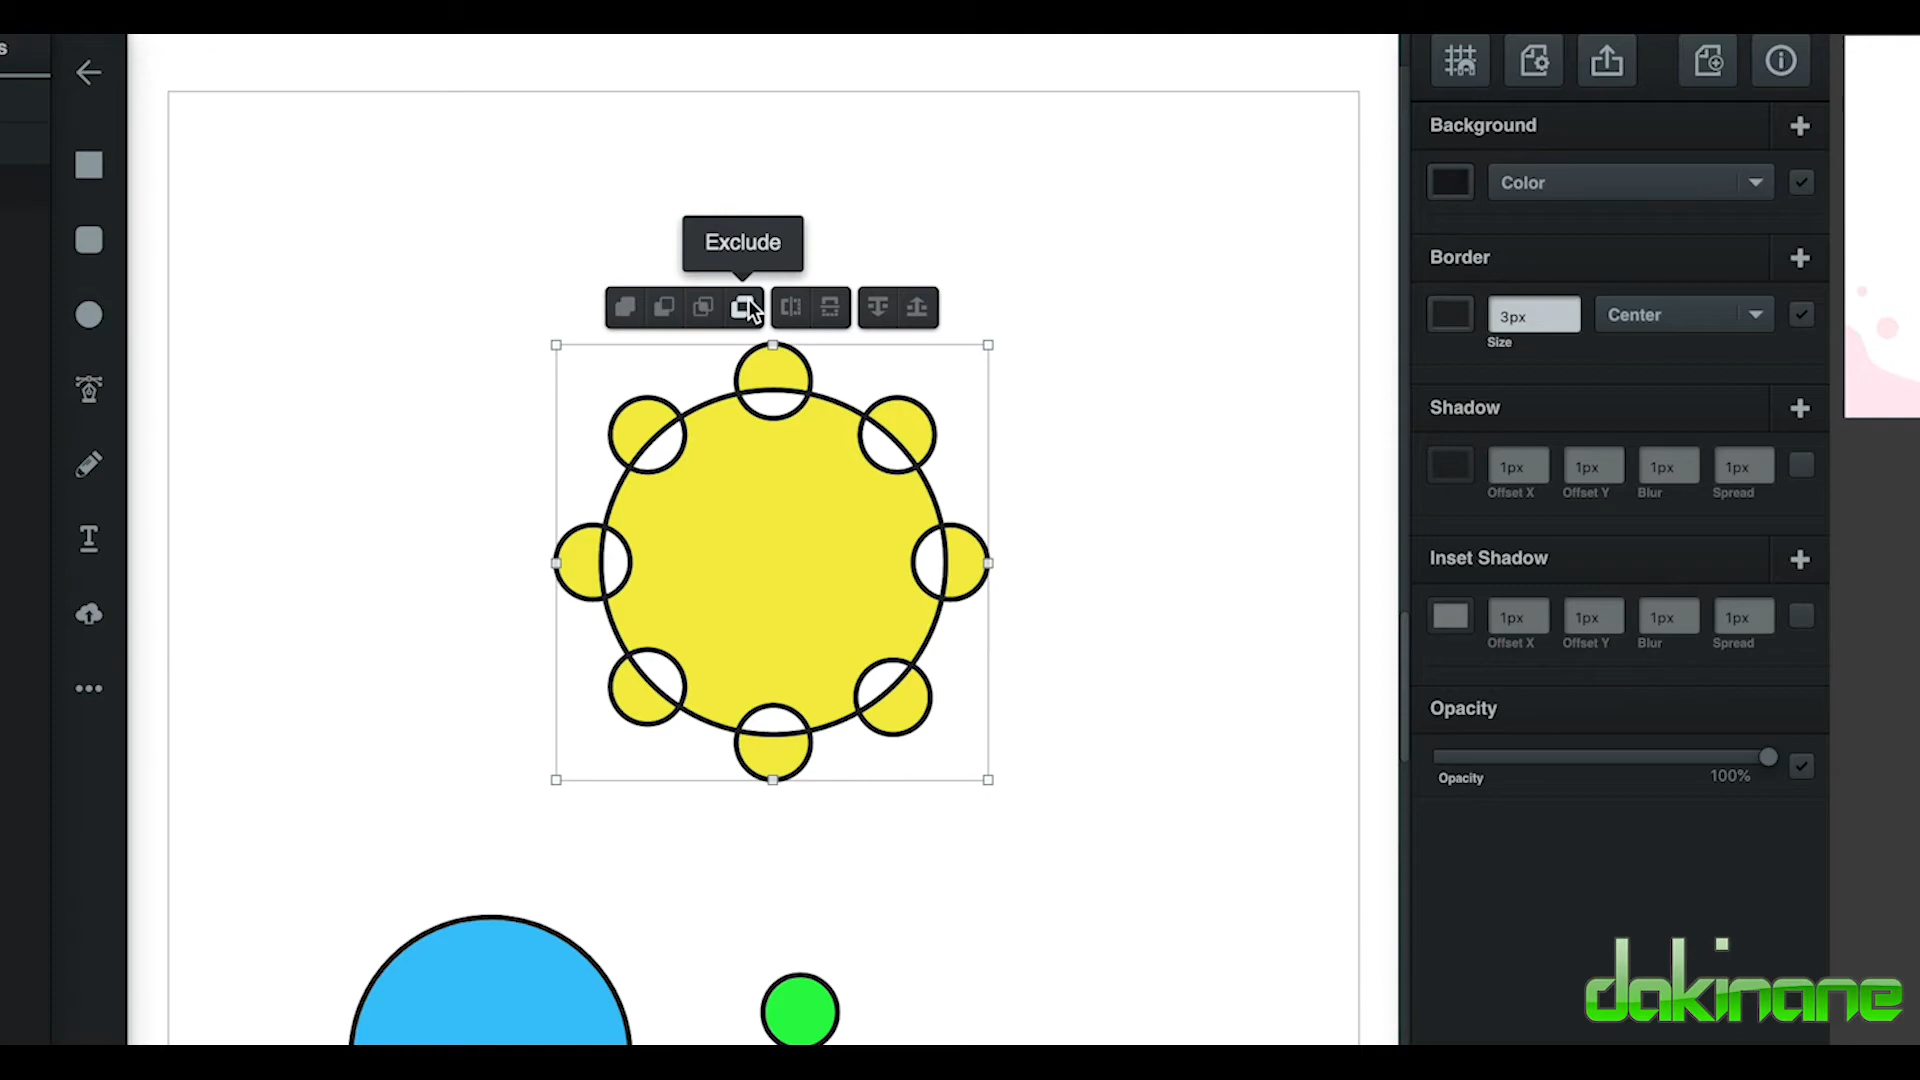 s
Background
Color
Exclude
Border
3px
Center
Size
Shadow
1px 1px 1px 1px
Offset X Offset Y Blur Spread
Inset Shadow
1px 1px 1px 1px
Offset X Offset Y Blur Spread
Opacity
Opacity 100%
dakinane